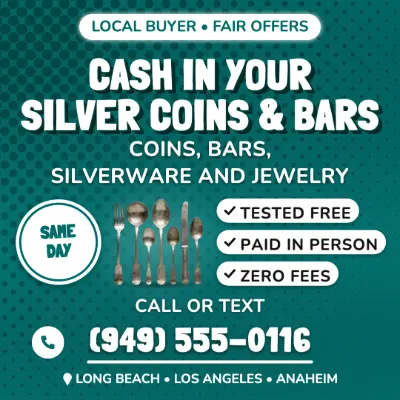 LOCAL BUYER • FAIR OFFERS
CASH IN YOUR
SILVER COINS & BARS
COINS, BARS,
SILVERWARE AND JEWELRY
SAME
DAY
TESTED FREE
PAID IN PERSON
ZERO FEES
CALL OR TEXT
(949) 555-0116
LONG BEACH • LOS ANGELES • ANAHEIM